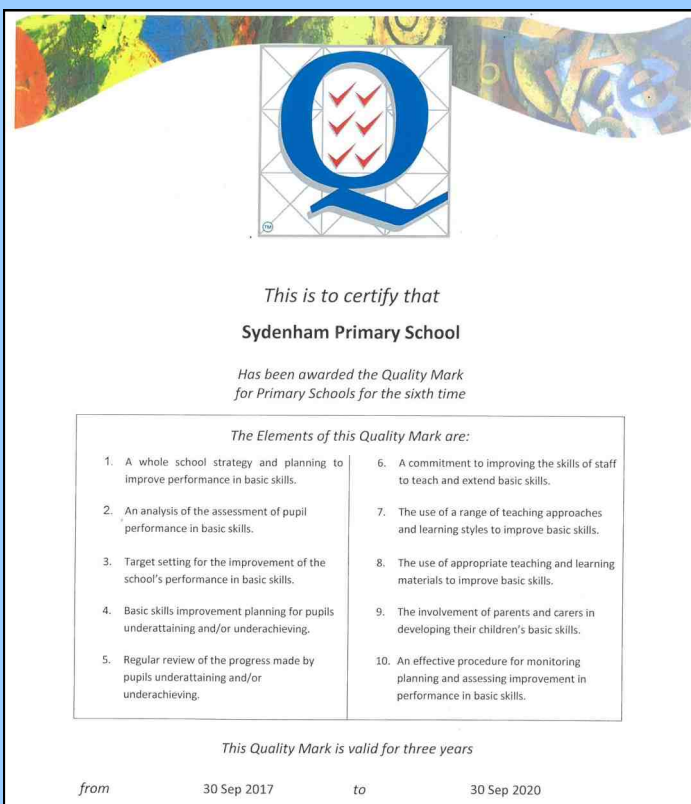 Q
TM
This is to certify that
Sydenham Primary School
Has been awarded the Quality Mark
for Primary Schools for the sixth time
The Elements of this Quality Mark are:
1. A whole school strategy and planning to
improve performance in basic skills.
2. An analysis of the assessment of pupil
performance in basic skills.
3. Target setting for the improvement of the
school's performance in basic skills.
4. Basic skills improvement planning for pupils
underattaining and/or underachieving.
5. Regular review of the progress made by
pupils underattaining and/or
underachieving.
6. A commitment to improving the skills of staff
to teach and extend basic skills.
7. The use of a range of teaching approaches
and learning styles to improve basic skills.
8. The use of appropriate teaching and learning
materials to improve basic skills.
9. The involvement of parents and carers in
developing their children's basic skills.
10. An effective procedure for monitoring
planning and assessing improvement in
performance in basic skills.
This Quality Mark is valid for three years
from 30 Sep 2017 to 30 Sep 2020